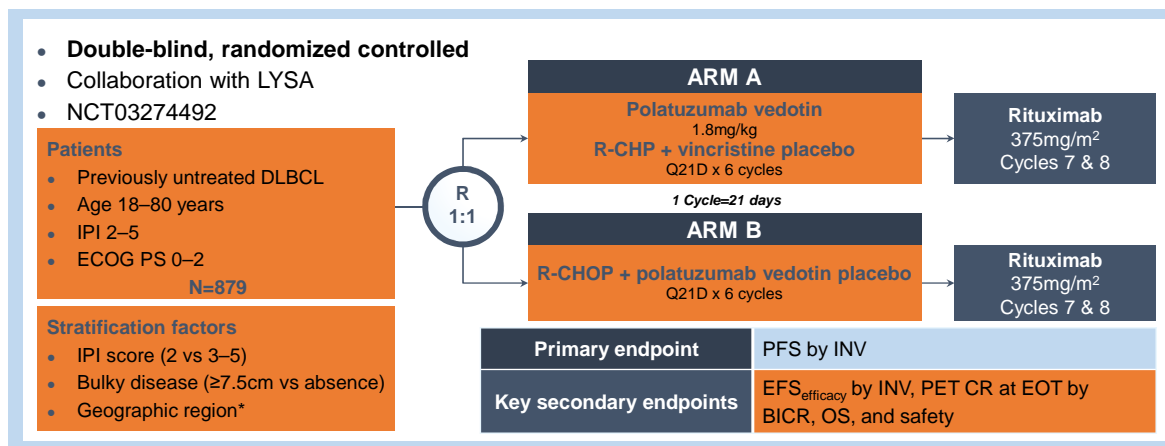 Double-blind, randomized controlled
Collaboration with LYSA
NCT03274492
Patients
Previously untreated DLBCL
Age 18–80 years
IPI 2–5
ECOG PS 0–2
N=879
Stratification factors
IPI score (2 vs 3–5)
Bulky disease (≥7.5cm vs absence)
Geographic region*
R
1:1
ARM A
Polatuzumab vedotin
1.8mg/kg
R-CHP + vincristine placebo
Q21D x 6 cycles
Rituximab
375mg/m²
Cycles 7 & 8
1 Cycle=21 days
ARM B
R-CHOP + polatuzumab vedotin placebo
Q21D x 6 cycles
Rituximab
375mg/m²
Cycles 7 & 8
Primary endpoint
PFS by INV
Key secondary endpoints
EFSefficacy by INV, PET CR at EOT by
BICR, OS, and safety